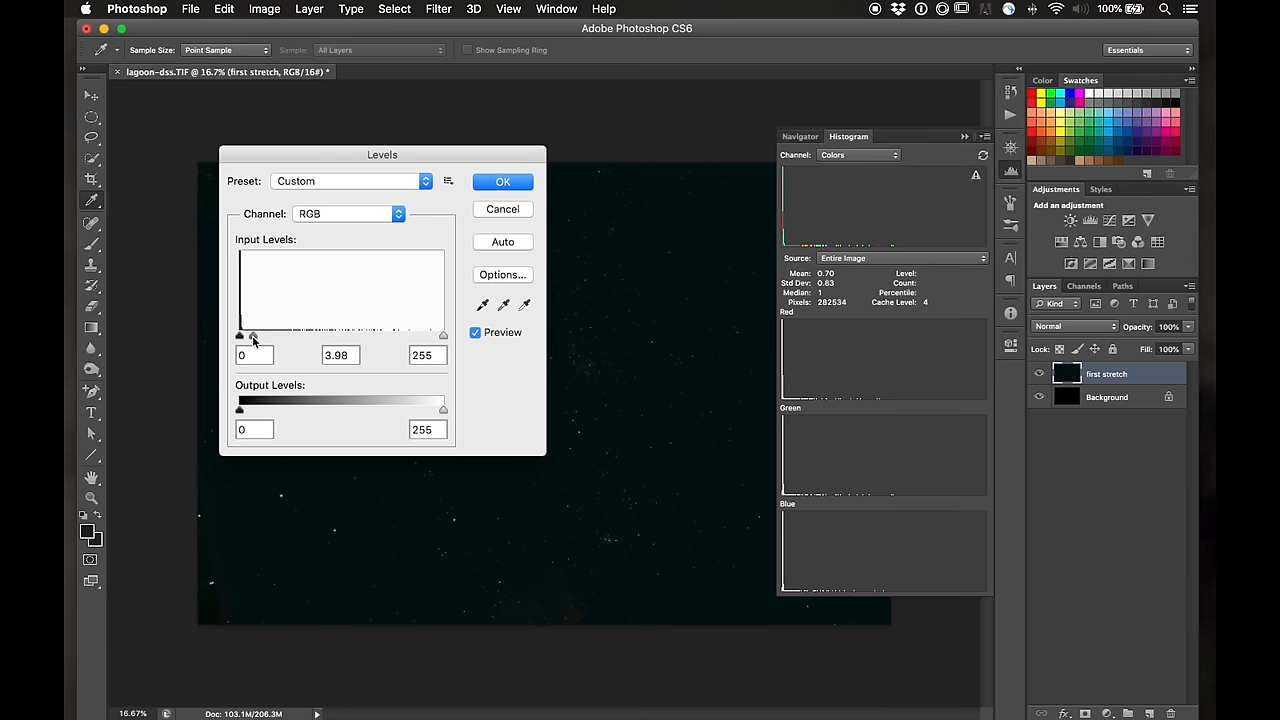 Photoshop File Edit Image Layer Type Select Filter 3D View Window Help 100%
Adobe Photoshop CS6
Sample Size: Point Sample Sample: All Layers Show Sampling Ring Essentials
lagoon-dss.TIF @ 16.7% (first stretch, RGB/16#) *
Levels
Preset: Custom OK
Channel: RGB Cancel
Input Levels:
Auto
Options...
Preview
0 3.98 255
Output Levels:
0 255
Navigator Histogram
Channel: Colors
Source: Entire Image
Mean: 0.70 Level:
Std Dev: 0.83 Count:
Median: 1 Percentile:
Pixels: 282534 Cache Level: 4
Red
Green
Blue
Color Swatches
Adjustments Styles
Add an adjustment
Layers Channels Paths
Kind
Normal Opacity: 100%
Lock: Fill: 100%
first stretch
Background
16.67% Doc: 103.1M/206.3M